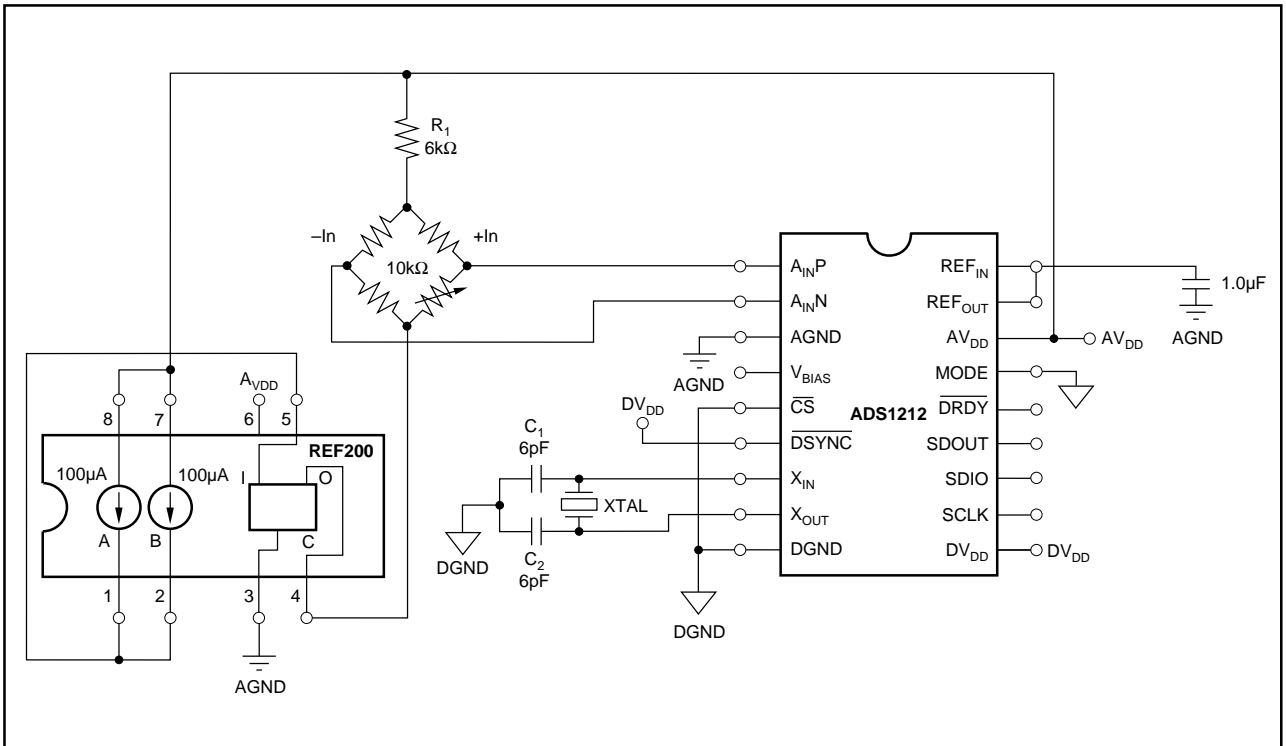 R1
6kΩ
–In
+In
10kΩ
AINP
AINN
AGND
VBIAS
CS
DSYNC
XIN
XOUT
DGND
ADS1212
REFIN
REFOUT
AVDD
MODE
DRDY
SDOUT
SDIO
SCLK
DVDD
1.0µF
AGND
AVDD
DVDD
AGND
DVDD
C1
6pF
XTAL
C2
6pF
DGND
DGND
AVDD
8
7
6
5
REF200
100µA
100µA
I
O
A
B
C
1
2
3
4
AGND